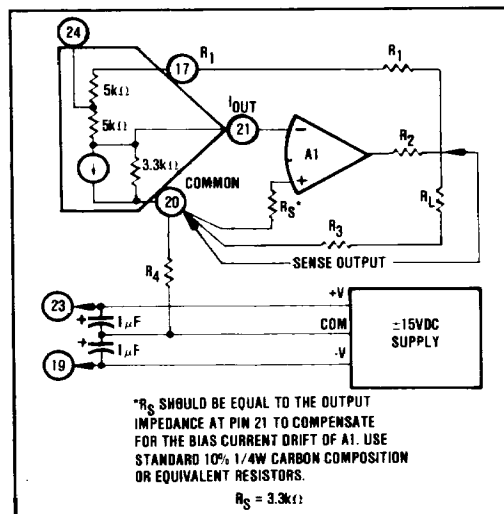 24
17
R1
R1
5kΩ
5kΩ
IOUT
21
−
A1
+
R2
3.3kΩ
COMMON
20
RS*
RL
R3
SENSE OUTPUT
R4
23
+V
+
1µF
COM
±15VDC
SUPPLY
+
1µF
19
-V
*RS SHOULD BE EQUAL TO THE OUTPUT
IMPEDANCE AT PIN 21 TO COMPENSATE
FOR THE BIAS CURRENT DRIFT OF A1. USE
STANDARD 10% 1/4W CARBON COMPOSITION
OR EQUIVALENT RESISTORS.
RS = 3.3kΩ